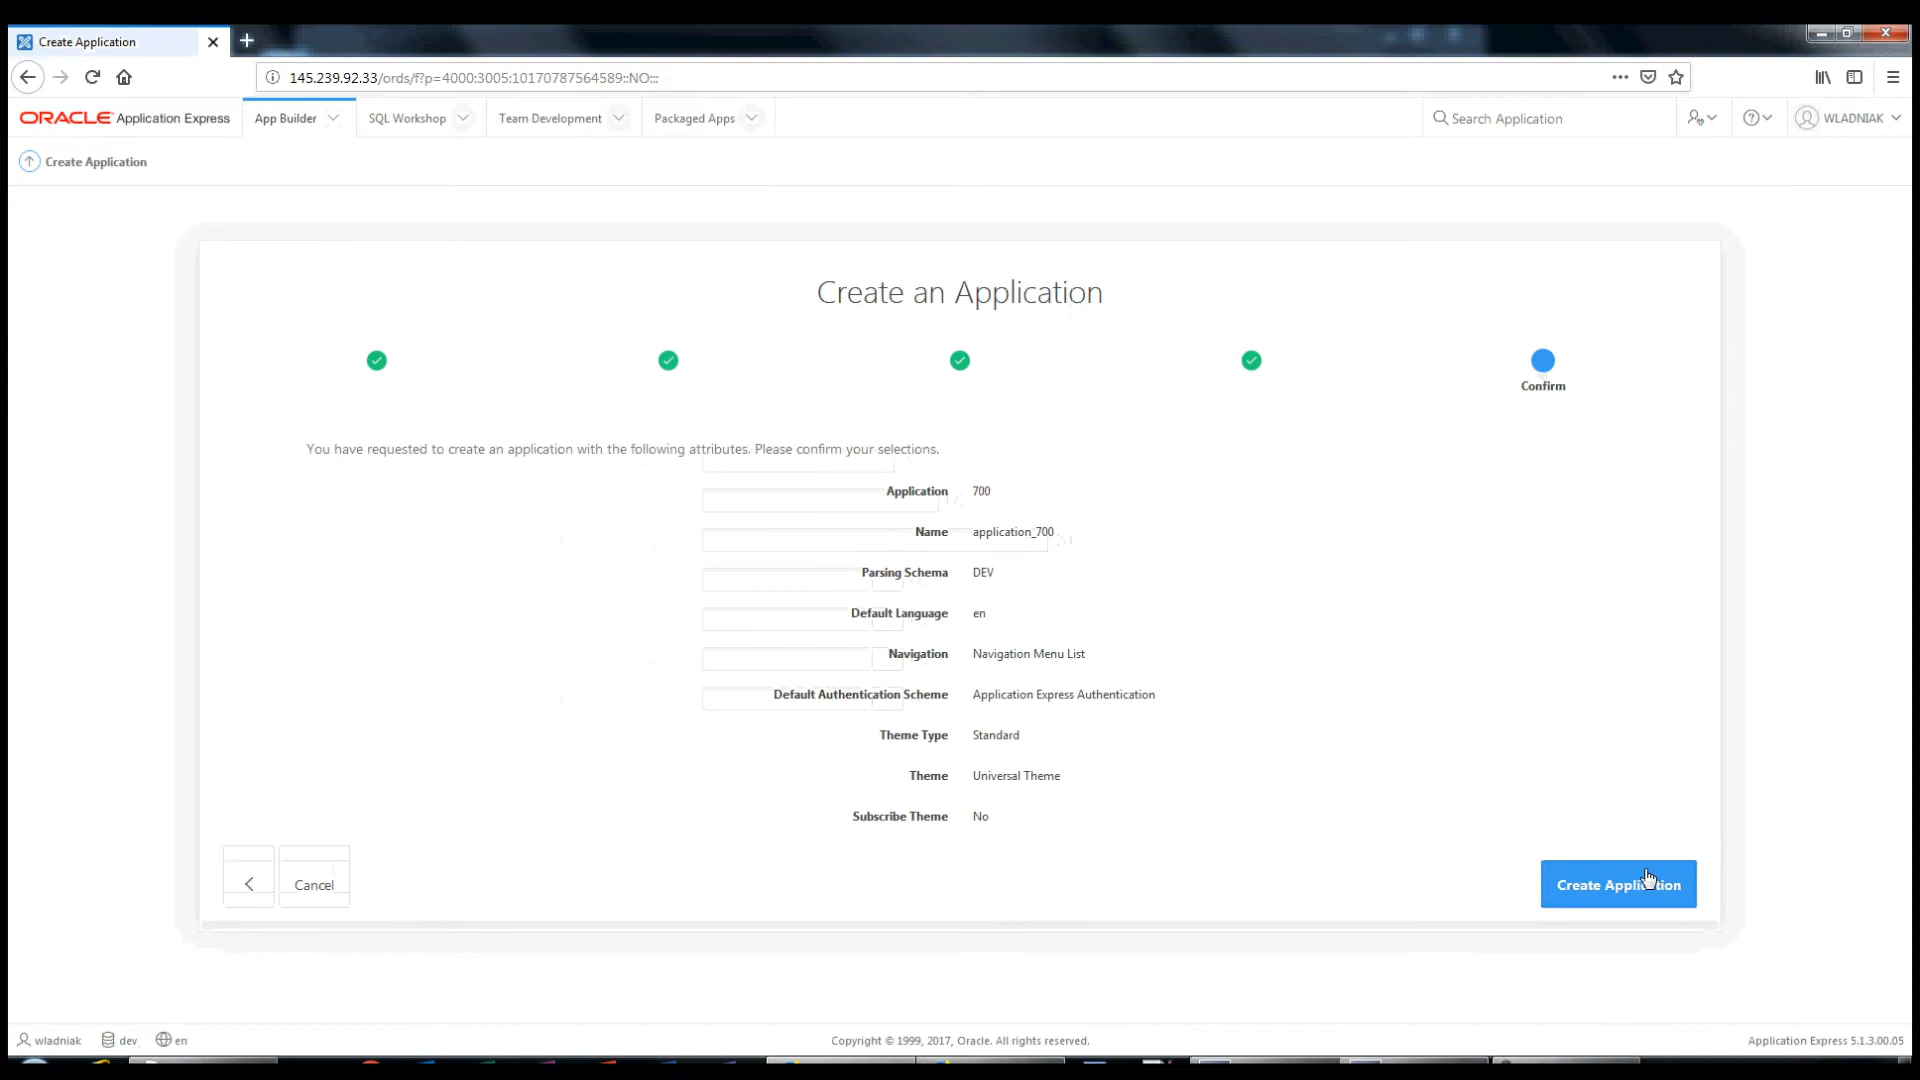 Create Application
145.239.92.33/ords/f?p=4000:3005:10170787564589::NO:::
ORACLE Application Express App Builder SQL Workshop Team Development Packaged Apps Search Application WLADNIAK
Create Application
Create an Application
Confirm
You have requested to create an application with the following attributes. Please confirm your selections.
Application 700
Name application_700
Parsing Schema DEV
Default Language en
Navigation Navigation Menu List
Default Authentication Scheme Application Express Authentication
Theme Type Standard
Theme Universal Theme
Subscribe Theme No
Cancel Create Application
wladniak dev en Copyright © 1999, 2017, Oracle. All rights reserved. Application Express 5.1.3.00.05